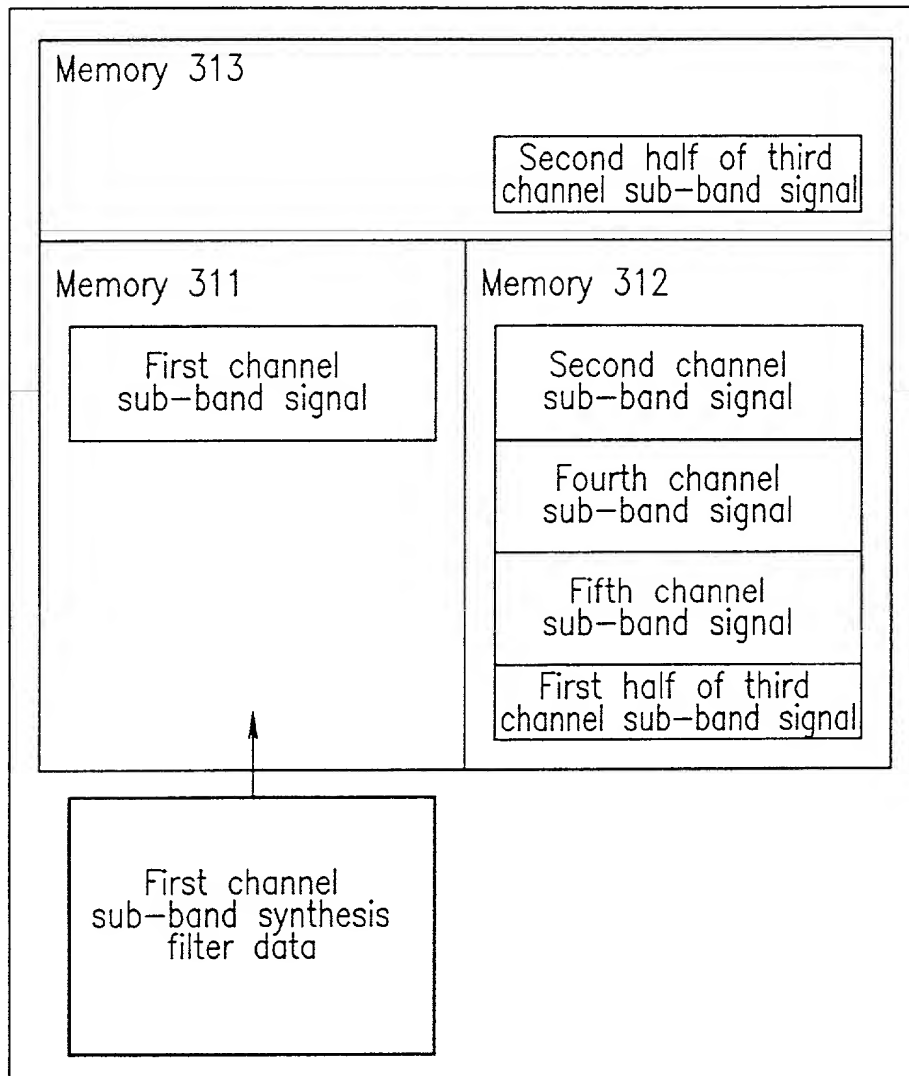 Memory 313
Second half of third
channel sub-band signal
Memory 311
First channel
sub-band signal
Memory 312
Second channel
sub-band signal
Fourth channel
sub-band signal
Fifth channel
sub-band signal
First half of third
channel sub-band signal
First channel
sub-band synthesis
filter data